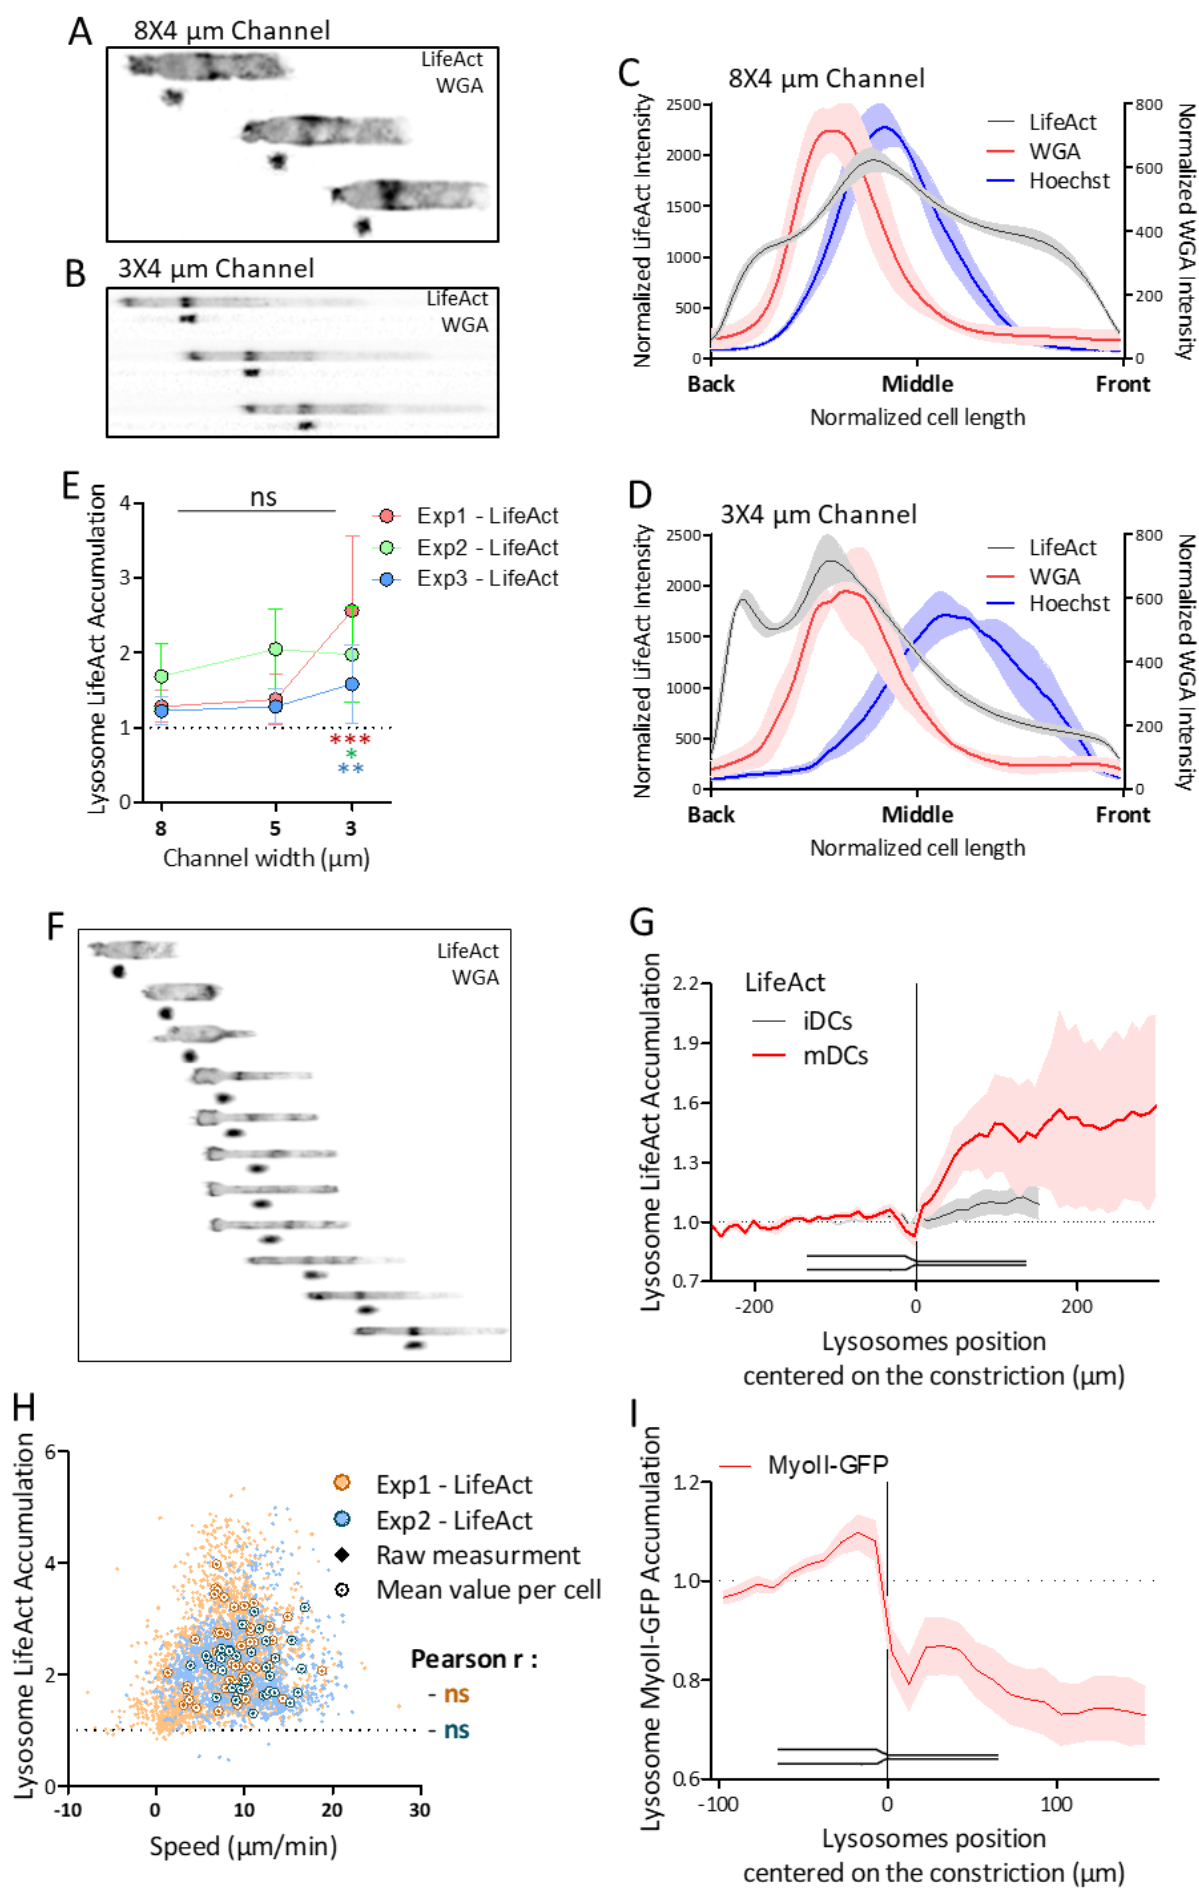 A
8X4 µm Channel
LifeAct
WGA
B
3X4 µm Channel
LifeAct
WGA
C
8X4 µm Channel
Normalized LifeAct Intensity
2500
2000
1500
1000
500
0
LifeAct
WGA
Hoechst
800
600
400
200
0
Normalized WGA Intensity
Back
Middle
Front
Normalized cell length
D
3X4 µm Channel
Normalized LifeAct Intensity
2500
2000
1500
1000
500
0
LifeAct
WGA
Hoechst
800
600
400
200
0
Normalized WGA Intensity
Back
Middle
Front
Normalized cell length
E
Lysosome LifeAct Accumulation
4
3
2
1
0
ns
Exp1 - LifeAct
Exp2 - LifeAct
Exp3 - LifeAct
***
*
**
8
5
3
Channel width (µm)
F
LifeAct
WGA
G
Lysosome LifeAct Accumulation
2.2
1.9
1.6
1.3
1.0
0.7
LifeAct
iDCs
mDCs
-200
0
200
Lysosomes position
centered on the constriction (µm)
H
Lysosome LifeAct Accumulation
6
4
2
0
Exp1 - LifeAct
Exp2 - LifeAct
Raw measurment
Mean value per cell
Pearson r :
- ns
- ns
-10
0
10
20
30
Speed (µm/min)
I
Lysosome MyoII-GFP Accumulation
MyoII-GFP
1.2
1.0
0.8
0.6
-100
0
100
Lysosomes position
centered on the constriction (µm)